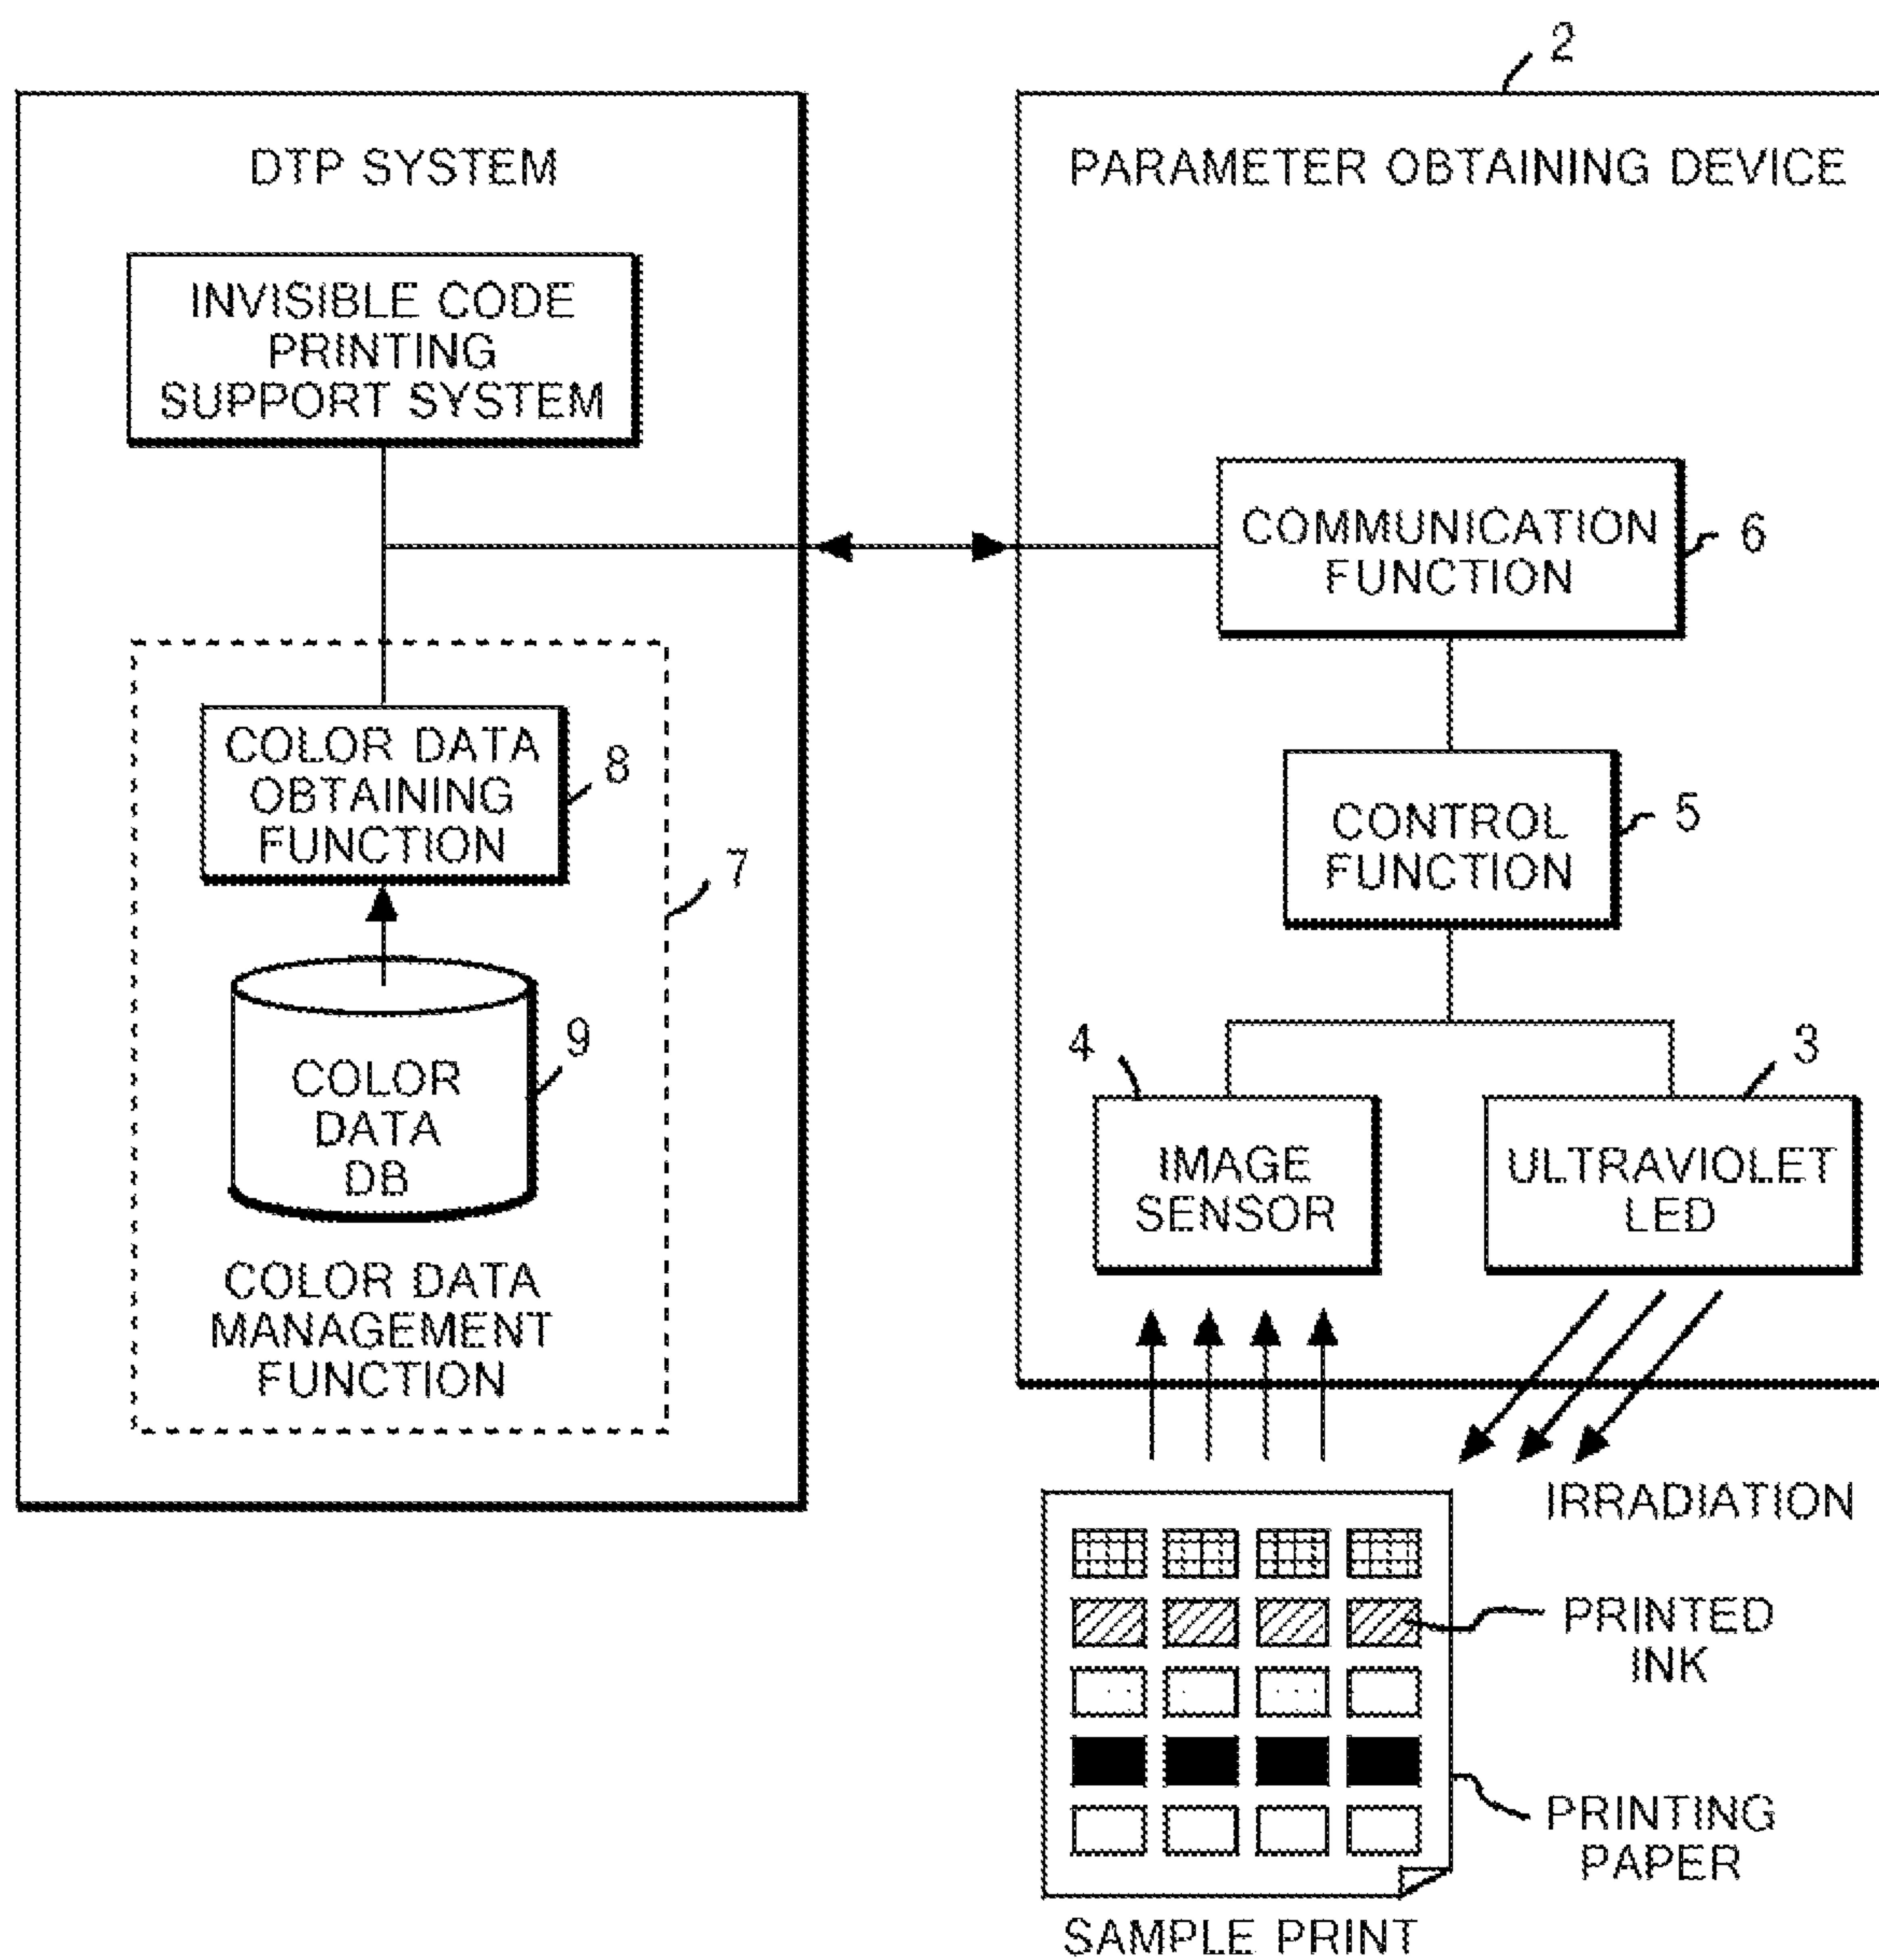 2
DTP SYSTEM
INVISIBLE CODE
PRINTING
SUPPORT SYSTEM
COLOR DATA
OBTAINING
FUNCTION
8
7
COLOR
DATA
DB
9
COLOR DATA
MANAGEMENT
FUNCTION
PARAMETER OBTAINING DEVICE
COMMUNICATION
FUNCTION
6
CONTROL
FUNCTION
5
4
3
IMAGE
SENSOR
ULTRAVIOLET
LED
IRRADIATION
PRINTED
INK
PRINTING
PAPER
SAMPLE PRINT